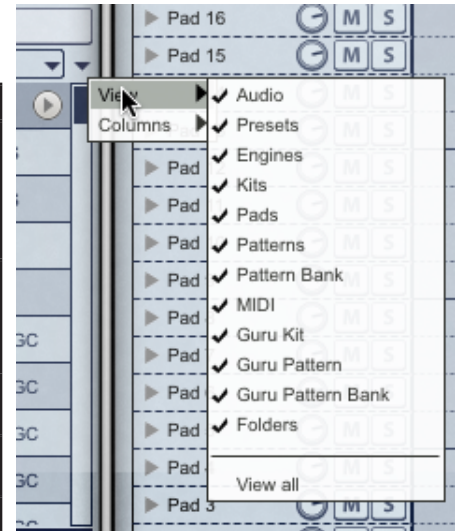 Pad 16 M S
Pad 15 M S
View
Columns
Audio
Presets
Engines
Kits
Pads
Patterns
Pattern Bank
MIDI
Guru Kit
Guru Pattern
Guru Pattern Bank
Folders
View all
Pad
Pad
Pad
Pad
Pad
Pad
Pad
Pad
Pad
Pad 3 M S
GC
GC
GC
GC